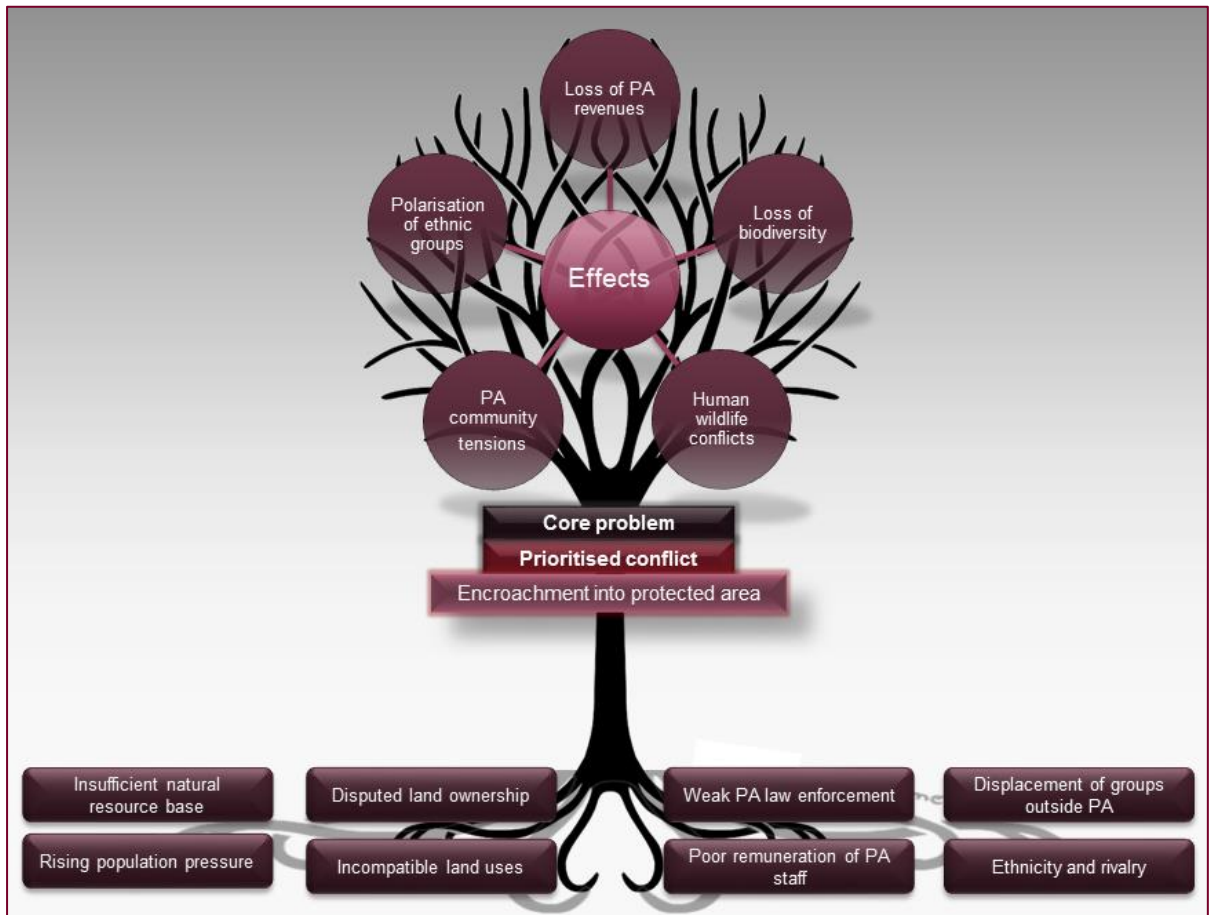 Loss of PA
revenues
Polarisation
of ethnic
groups
Loss of
biodiversity
Effects
PA
community
tensions
Human
wildlife
conflicts
Core problem
Prioritised conflict
Encroachment into protected area
Insufficient natural
resource base
Disputed land ownership
Weak PA law enforcement
Displacement of groups
outside PA
Rising population pressure
Incompatible land uses
Poor remuneration of PA
staff
Ethnicity and rivalry